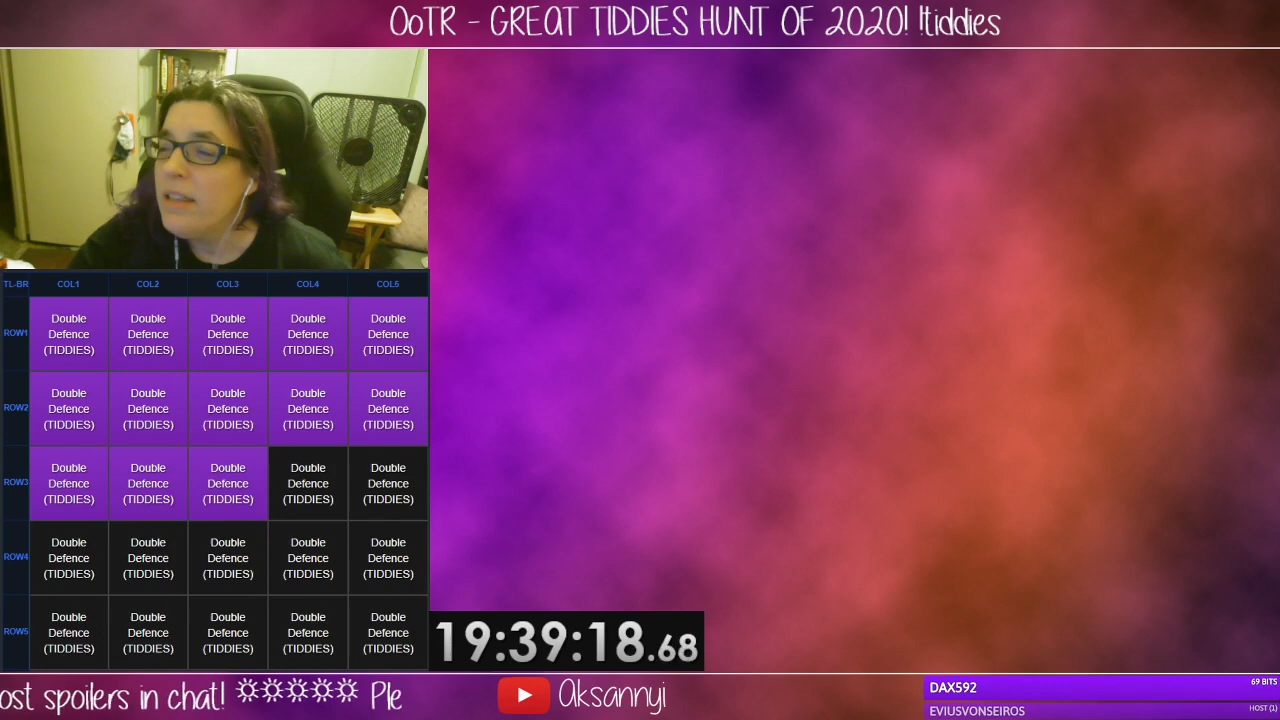 OoTR - GREAT TIDDIES HUNT OF 2020! !tiddies
TL-BR COL1 COL2 COL3 COL4 COL5
ROW1
Double Defence (TIDDIES)
Double Defence (TIDDIES)
Double Defence (TIDDIES)
Double Defence (TIDDIES)
Double Defence (TIDDIES)
ROW2
Double Defence (TIDDIES)
Double Defence (TIDDIES)
Double Defence (TIDDIES)
Double Defence (TIDDIES)
Double Defence (TIDDIES)
ROW3
Double Defence (TIDDIES)
Double Defence (TIDDIES)
Double Defence (TIDDIES)
Double Defence (TIDDIES)
Double Defence (TIDDIES)
ROW4
Double Defence (TIDDIES)
Double Defence (TIDDIES)
Double Defence (TIDDIES)
Double Defence (TIDDIES)
Double Defence (TIDDIES)
ROW5
Double Defence (TIDDIES)
Double Defence (TIDDIES)
Double Defence (TIDDIES)
Double Defence (TIDDIES)
Double Defence (TIDDIES)
19:39:18.68
ost spoilers in chat! ☼☼☼☼☼ Ple
Aksannyi
DAX592 69 BITS
EVIUSVONSEIROS HOST (1)